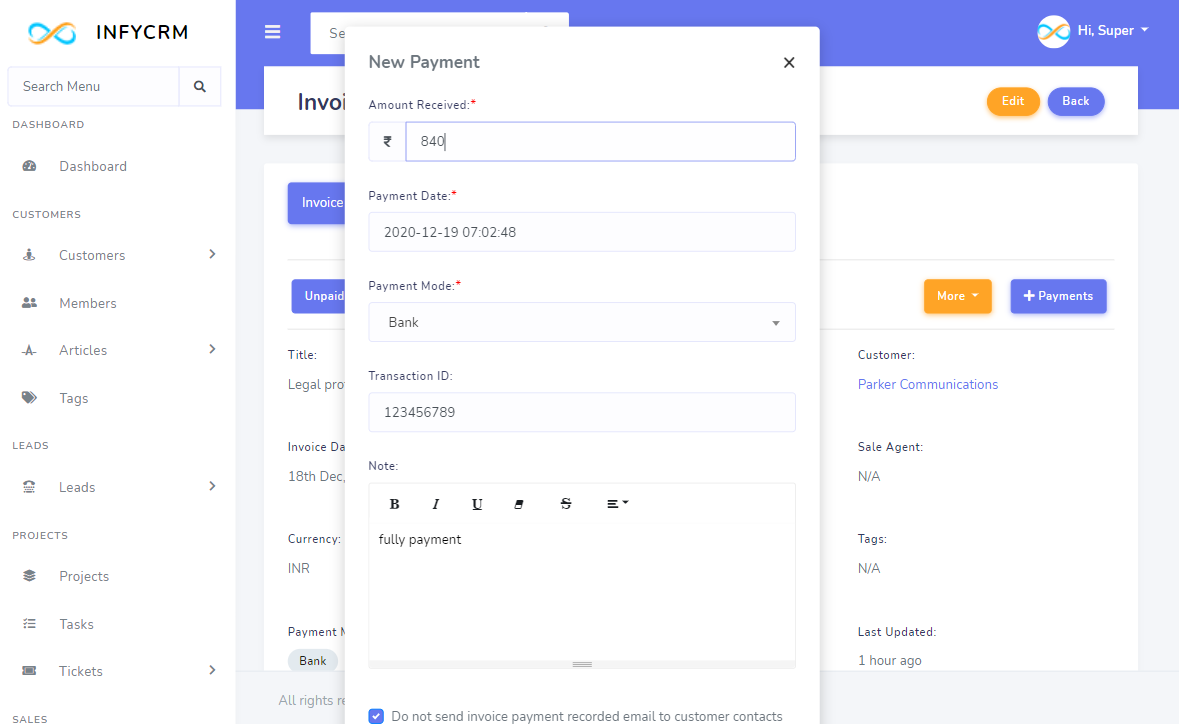 INFYCRM
Search Menu
DASHBOARD
Dashboard
CUSTOMERS
Customers
Members
Articles
Tags
LEADS
Leads
PROJECTS
Projects
Tasks
Tickets
SALES
Se
Hi, Super
Invoi
Edit
Back
Invoice
Unpaid
More
Payments
Title:
Legal pro
Customer:
Parker Communications
Invoice Da
18th Dec,
Sale Agent:
N/A
Currency:
INR
Tags:
N/A
Payment M
Bank
Last Updated:
1 hour ago
All rights re
New Payment
×
Amount Received:*
₹
840
Payment Date:*
2020-12-19 07:02:48
Payment Mode:*
Bank
Transaction ID:
123456789
Note:
B I U S
fully payment
Do not send invoice payment recorded email to customer contacts